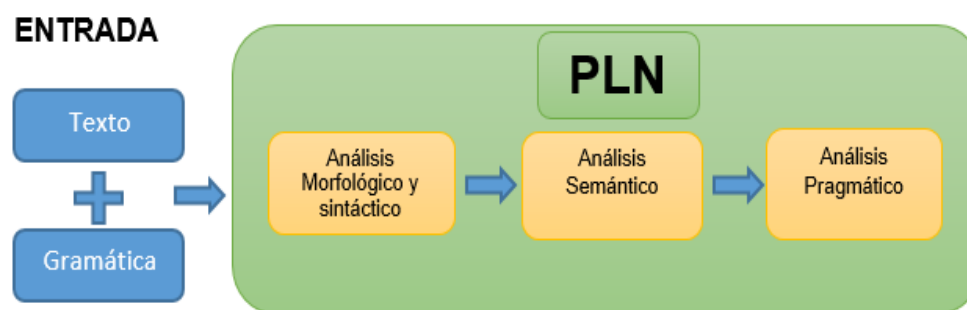 ENTRADA
PLN
Texto
Gramática
Análisis
Morfológico y
sintáctico
Análisis
Semántico
Análisis
Pragmático